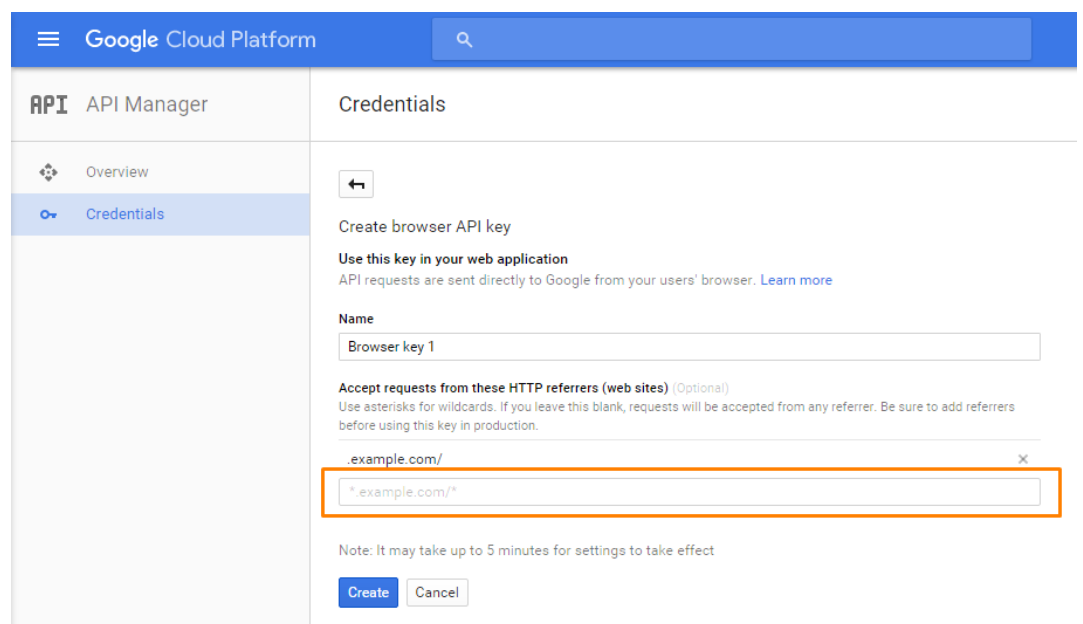 Google Cloud Platform
API API Manager
Credentials
Overview
Credentials
Create browser API key
Use this key in your web application
API requests are sent directly to Google from your users' browser. Learn more
Name
Browser key 1
Accept requests from these HTTP referrers (web sites) (Optional)
Use asterisks for wildcards. If you leave this blank, requests will be accepted from any referrer. Be sure to add referrers
before using this key in production.
.example.com/
*.example.com/*
Note: It may take up to 5 minutes for settings to take effect
Create Cancel